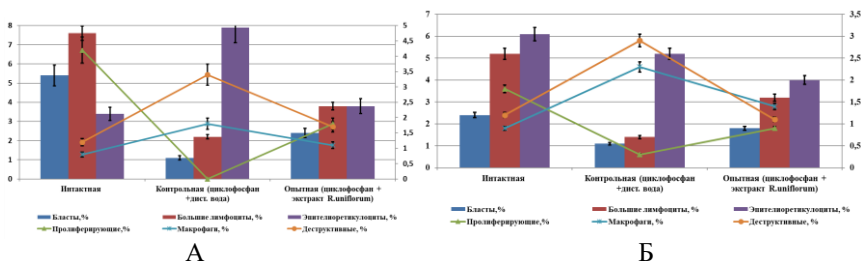 8
7
6
5
4
3
2
1
0
5
4,5
4
3,5
3
2,5
2
1,5
1
0,5
0
Интактная
Контрольная (циклофосфан +дист. вода)
Опытная (циклофосфан + экстракт R.uniflorum)
Бласты,%
Большие лимфоциты, %
Эпителиоретикулоциты, %
Пролиферирующие,%
Макрофаги, %
Деструктивные, %
А
7
6
5
4
3
2
1
0
3,5
3
2,5
2
1,5
1
0,5
0
Интактная
Контрольная (циклофосфан +дист. вода)
Опытная (циклофосфан + экстракт R.uniflorum)
Бласты,%
Большие лимфоциты, %
Эпителиоретикулоциты, %
Пролиферирующие,%
Макрофаги, %
Деструктивные, %
Б